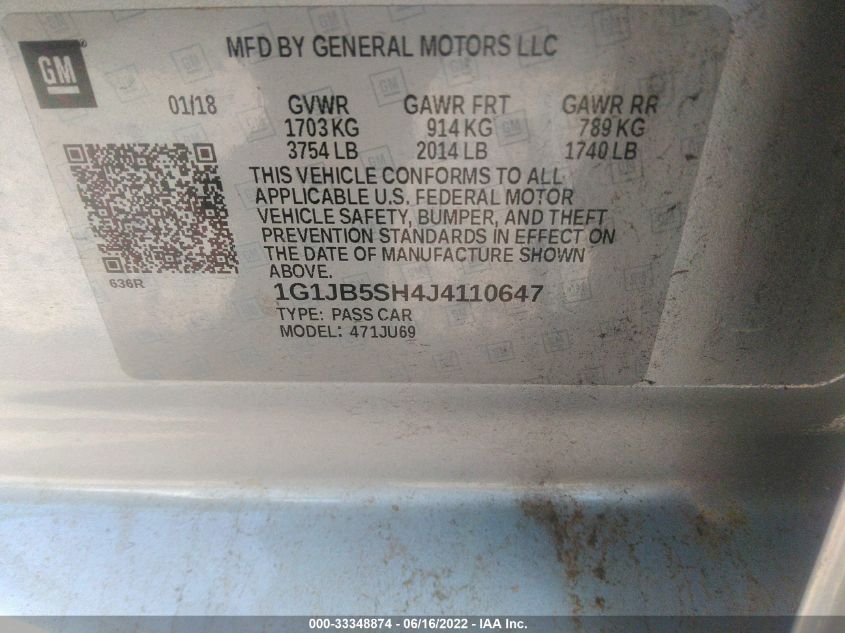 GM
MFD BY GENERAL MOTORS LLC
01/18 GVWR GAWR FRT GAWR RR
1703 KG 914 KG 789 KG
3754 LB 2014 LB 1740 LB
THIS VEHICLE CONFORMS TO ALL
APPLICABLE U.S. FEDERAL MOTOR
VEHICLE SAFETY, BUMPER, AND THEFT
PREVENTION STANDARDS IN EFFECT ON
THE DATE OF MANUFACTURE SHOWN
ABOVE.
636R
1G1JB5SH4J4110647
TYPE: PASS CAR
MODEL: 471JU69
000-33348874 - 06/16/2022 - IAA Inc.